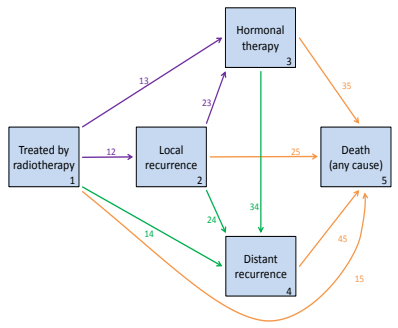 Hormonal
therapy
3
13
35
23
Treated by
radiotherapy
1
12
Local
recurrence
2
25
Death
(any cause)
5
34
24
14
Distant
recurrence
4
45
15